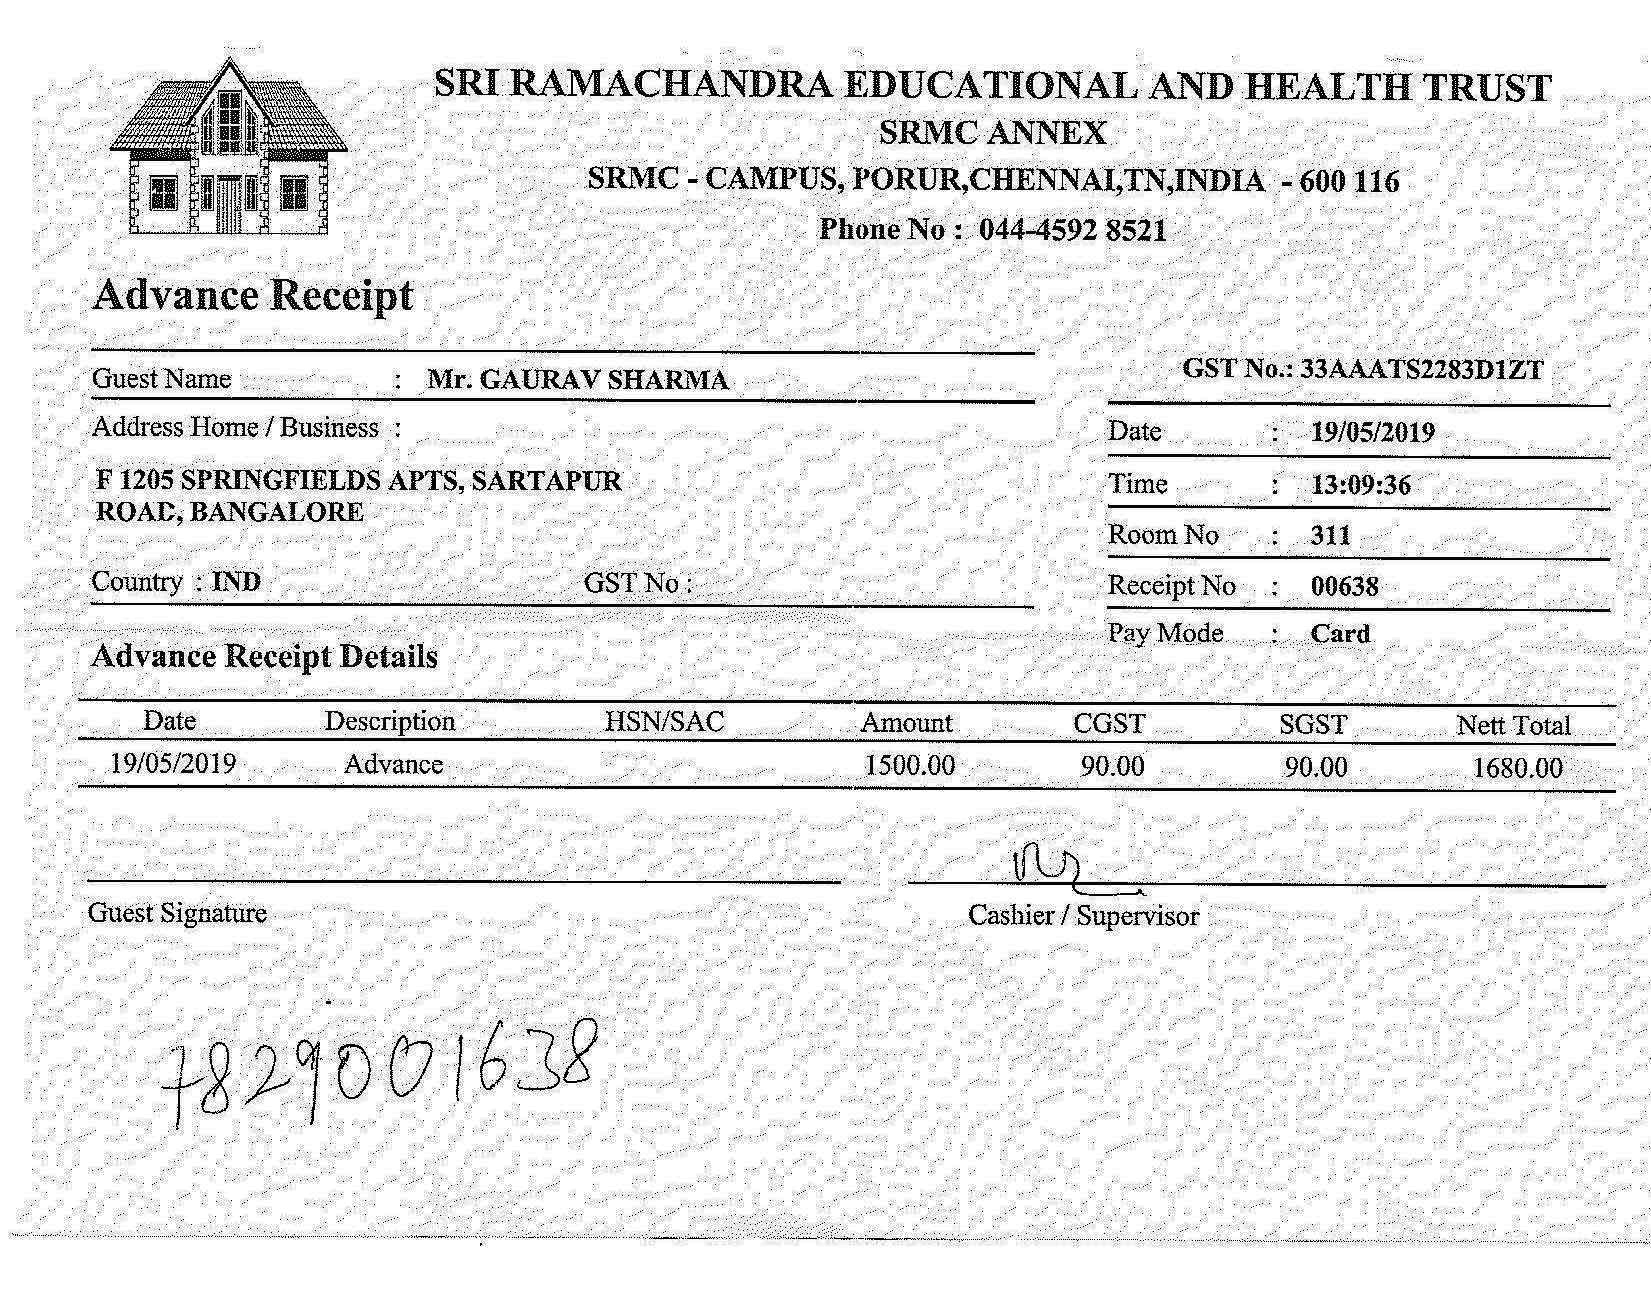 SRI RAMACHANDRA EDUCATIONAL AND HEALTH TRUST
SRMC ANNEX
SRMC - CAMPUS, PORUR,CHENNAI,TN,INDIA - 600 116
Phone No : 044-4592 8521
Advance Receipt
Guest Name : Mr. GAURAV SHARMA
Address Home / Business :
F 1205 SPRINGFIELDS APTS, SARTAPUR
ROAD, BANGALORE
Country : IND GST No :
GST No.: 33AAATS2283D1ZT
Date : 19/05/2019
Time : 13:09:36
Room No : 311
Receipt No : 00638
Pay Mode : Card
Advance Receipt Details
Date Description HSN/SAC Amount CGST SGST Nett Total
19/05/2019 Advance 1500.00 90.00 90.00 1680.00
Guest Signature Cashier / Supervisor
7829001638